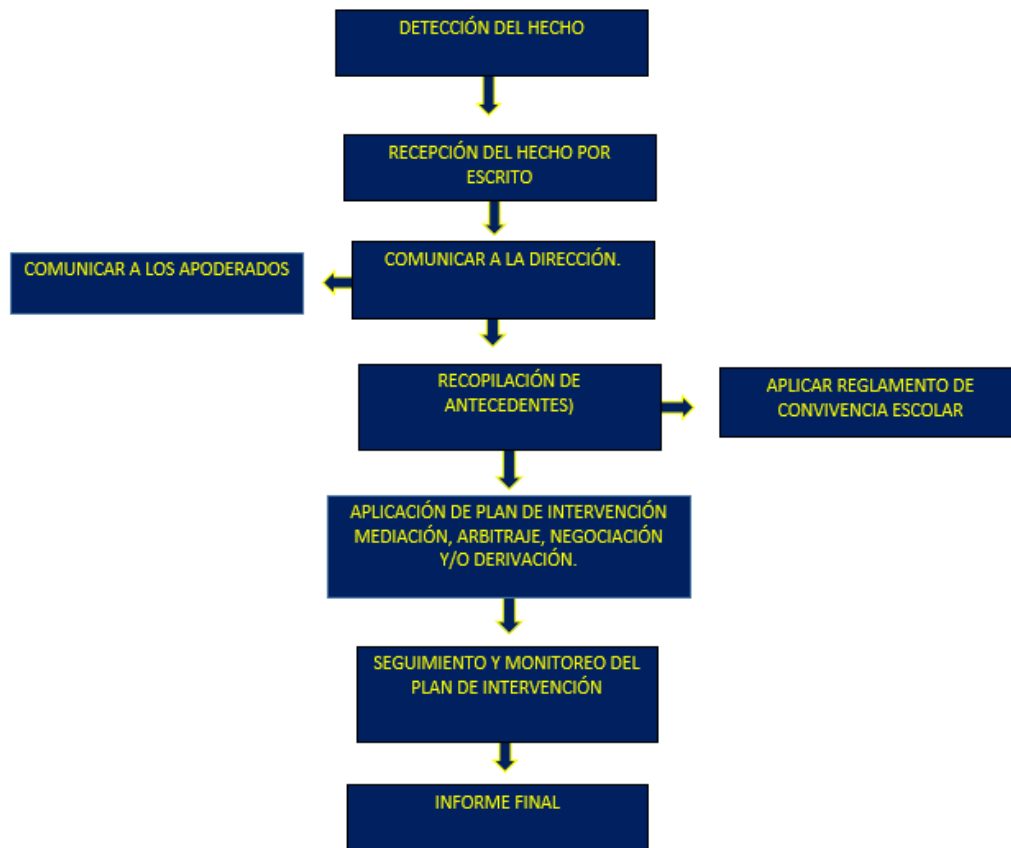 DETECCIÓN DEL HECHO
RECEPCIÓN DEL HECHO POR
ESCRITO
COMUNICAR A LOS APODERADOS
COMUNICAR A LA DIRECCIÓN.
RECOPILACIÓN DE
ANTECEDENTES)
APLICAR REGLAMENTO DE
CONVIVENCIA ESCOLAR
APLICACIÓN DE PLAN DE INTERVENCIÓN
MEDIACIÓN, ARBITRAJE, NEGOCIACIÓN
Y/O DERIVACIÓN.
SEGUIMIENTO Y MONITOREO DEL
PLAN DE INTERVENCIÓN
INFORME FINAL